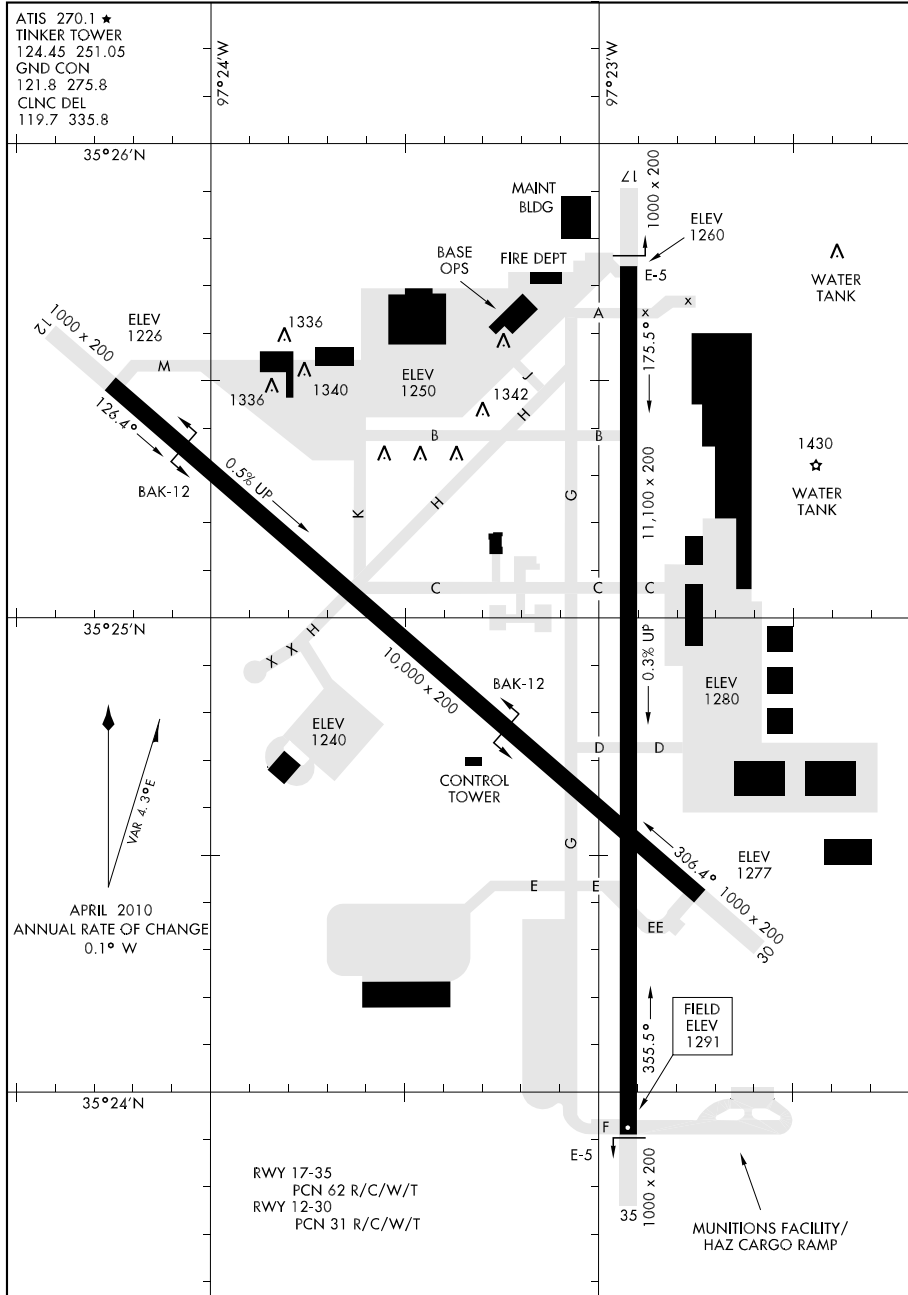 ATIS 270.1 ★
TINKER TOWER
124.45 251.05
GND CON
121.8 275.8
CLNC DEL
119.7 335.8
97°24'W
97°23'W
35°26'N
MAINT
BLDG
17
1000 x 200
ELEV
1260
BASE
OPS
FIRE DEPT
E-5
WATER
TANK
12
1000 x 200
ELEV
1226
1336
A
x
x
175.5°
M
1336
1340
ELEV
1250
J
1342
H
126.4°
B
B
1430
WATER
TANK
BAK-12
0.5% UP
H
K
G
11,100 x 200
C
C
C
35°25'N
X X H
10,000 x 200
BAK-12
0.3% UP
ELEV
1280
ELEV
1240
D
D
CONTROL
TOWER
VAR 4.3°E
G
306.4°
ELEV
1277
E
E
1000 x 200
30
EE
APRIL 2010
ANNUAL RATE OF CHANGE
0.1° W
355.5°
FIELD
ELEV
1291
35°24'N
F
E-5
1000 x 200
35
RWY 17-35
PCN 62 R/C/W/T
RWY 12-30
PCN 31 R/C/W/T
MUNITIONS FACILITY/
HAZ CARGO RAMP